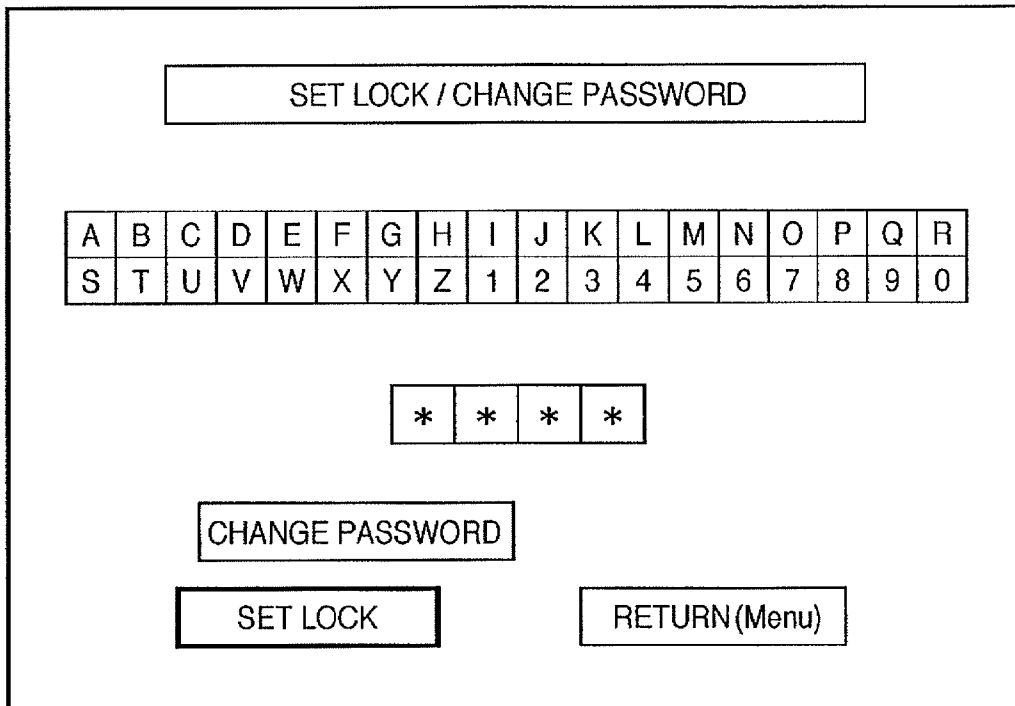 SET LOCK / CHANGE PASSWORD
A B C D E F G H I J K L M N O P Q R
S T U V W X Y Z 1 2 3 4 5 6 7 8 9 0
* * * *
CHANGE PASSWORD
SET LOCK RETURN (Menu)